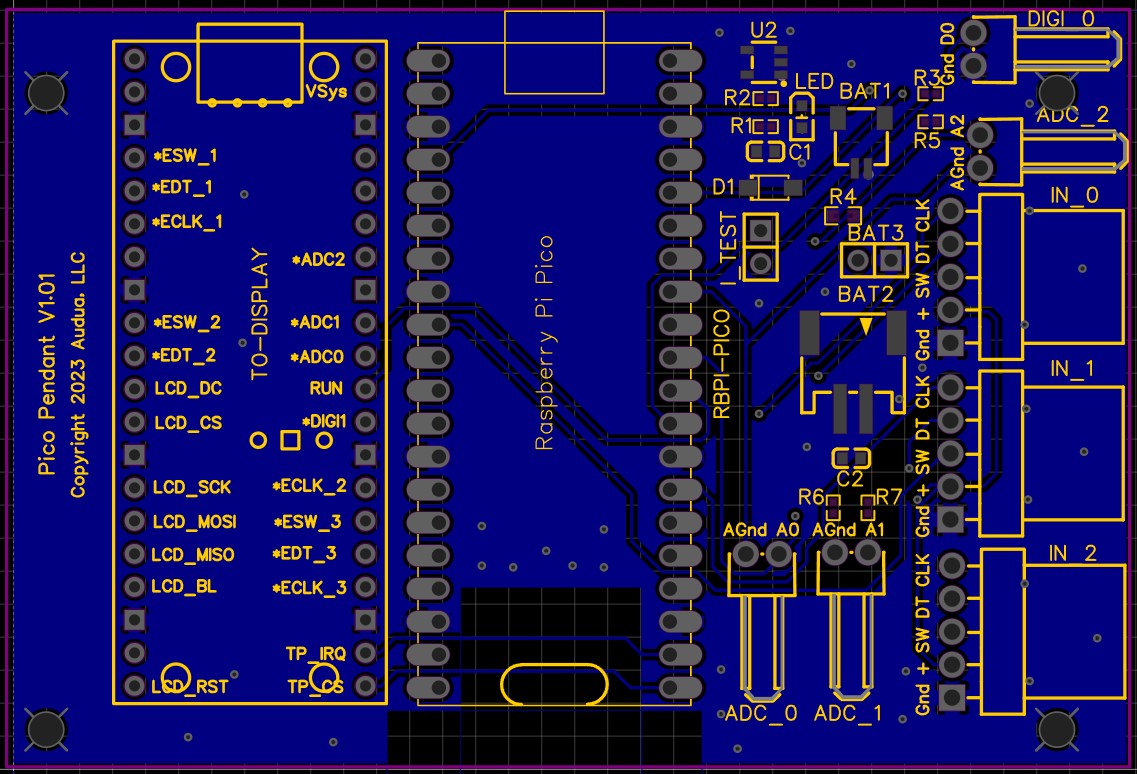 Pico Pendant V1.01
Copyright 2023 Audua, LLC
VSys
*ESW_1
*EDT_1
*ECLK_1
*ESW_2
*EDT_2
LCD_DC
LCD_CS
LCD_SCK
LCD_MOSI
LCD_MISO
LCD_BL
LCD_RST
TO-DISPLAY
*ADC2
*ADC1
*ADC0
RUN
*DIGI1
*ECLK_2
*ESW_3
*EDT_3
*ECLK_3
TP_IRQ
TP_CS
Raspberry Pi Pico
RBPI-PICO
U2
LED
R2
R1
C1
D1
I_TEST
BAT1
R3
R5
R4
BAT3
BAT2
C2
R6
R7
AGnd A0
AGnd A1
ADC_0
ADC_1
DIGI_0
Gnd D0
ADC_2
AGnd A2
IN_0
Gnd + SW DT CLK
IN_1
Gnd + SW DT CLK
IN_2
Gnd + SW DT CLK